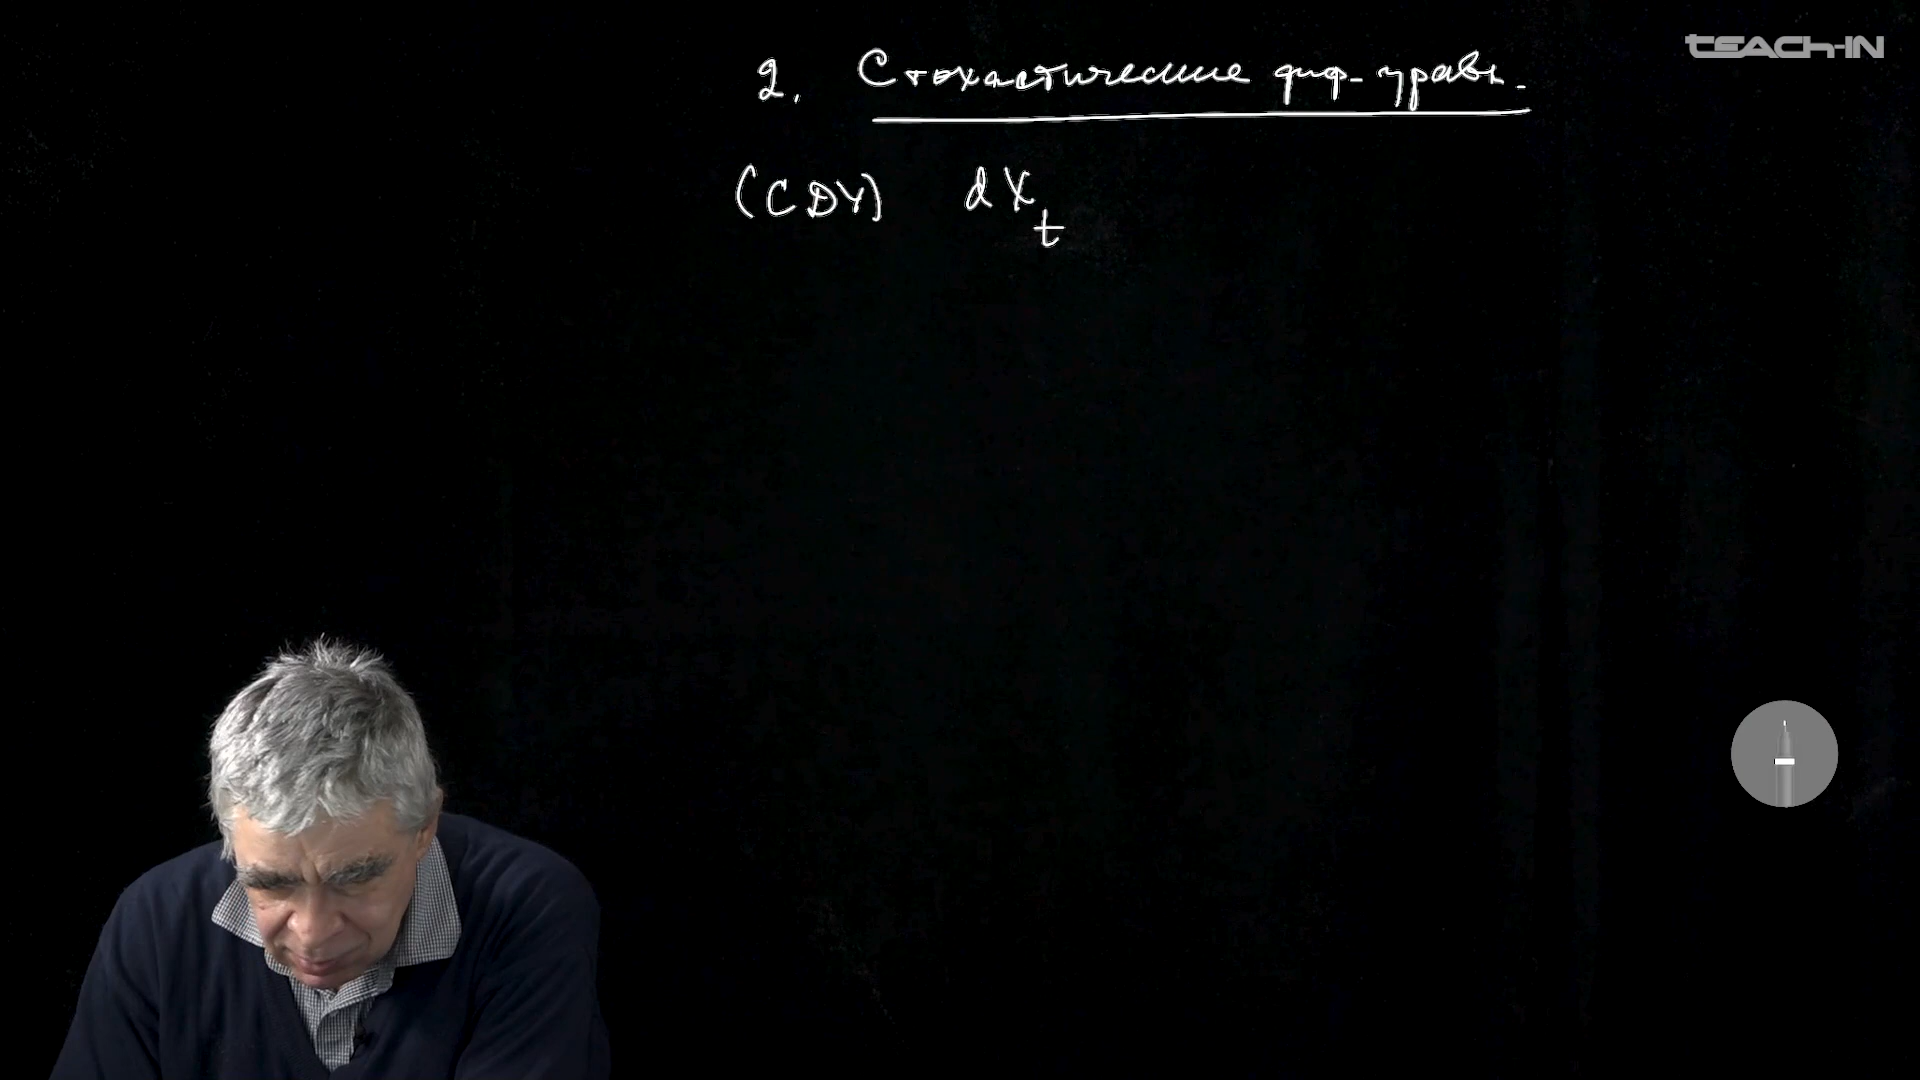 TEACH-IN
2. Стохастические диф. уравн.
(СДУ) dX_t